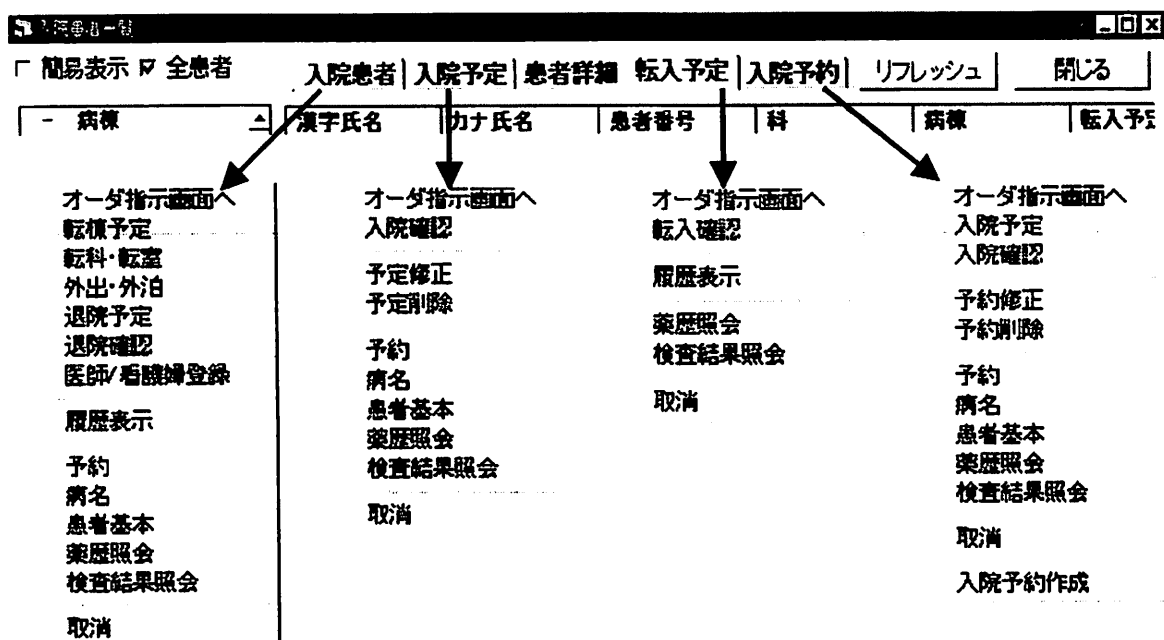 簡易表示 全患者 入院患者 入院予定 患者詳細 転入予定 入院予約 リフレッシュ 閉じる
- 病棟 漢字氏名 カナ氏名 患者番号 科 病棟 転入予定
オーダ指示画面へ
転棟予定
転科・転室
外出・外泊
退院予定
退院確認
医師/看護婦登録
履歴表示
予約
病名
患者基本
薬歴照会
検査結果照会
取消
オーダ指示画面へ
入院確認
予定修正
予定削除
予約
病名
患者基本
薬歴照会
検査結果照会
取消
オーダ指示画面へ
転入確認
履歴表示
薬歴照会
検査結果照会
取消
オーダ指示画面へ
入院予定
入院確認
予約修正
予約削除
予約
病名
患者基本
薬歴照会
検査結果照会
取消
入院予約作成